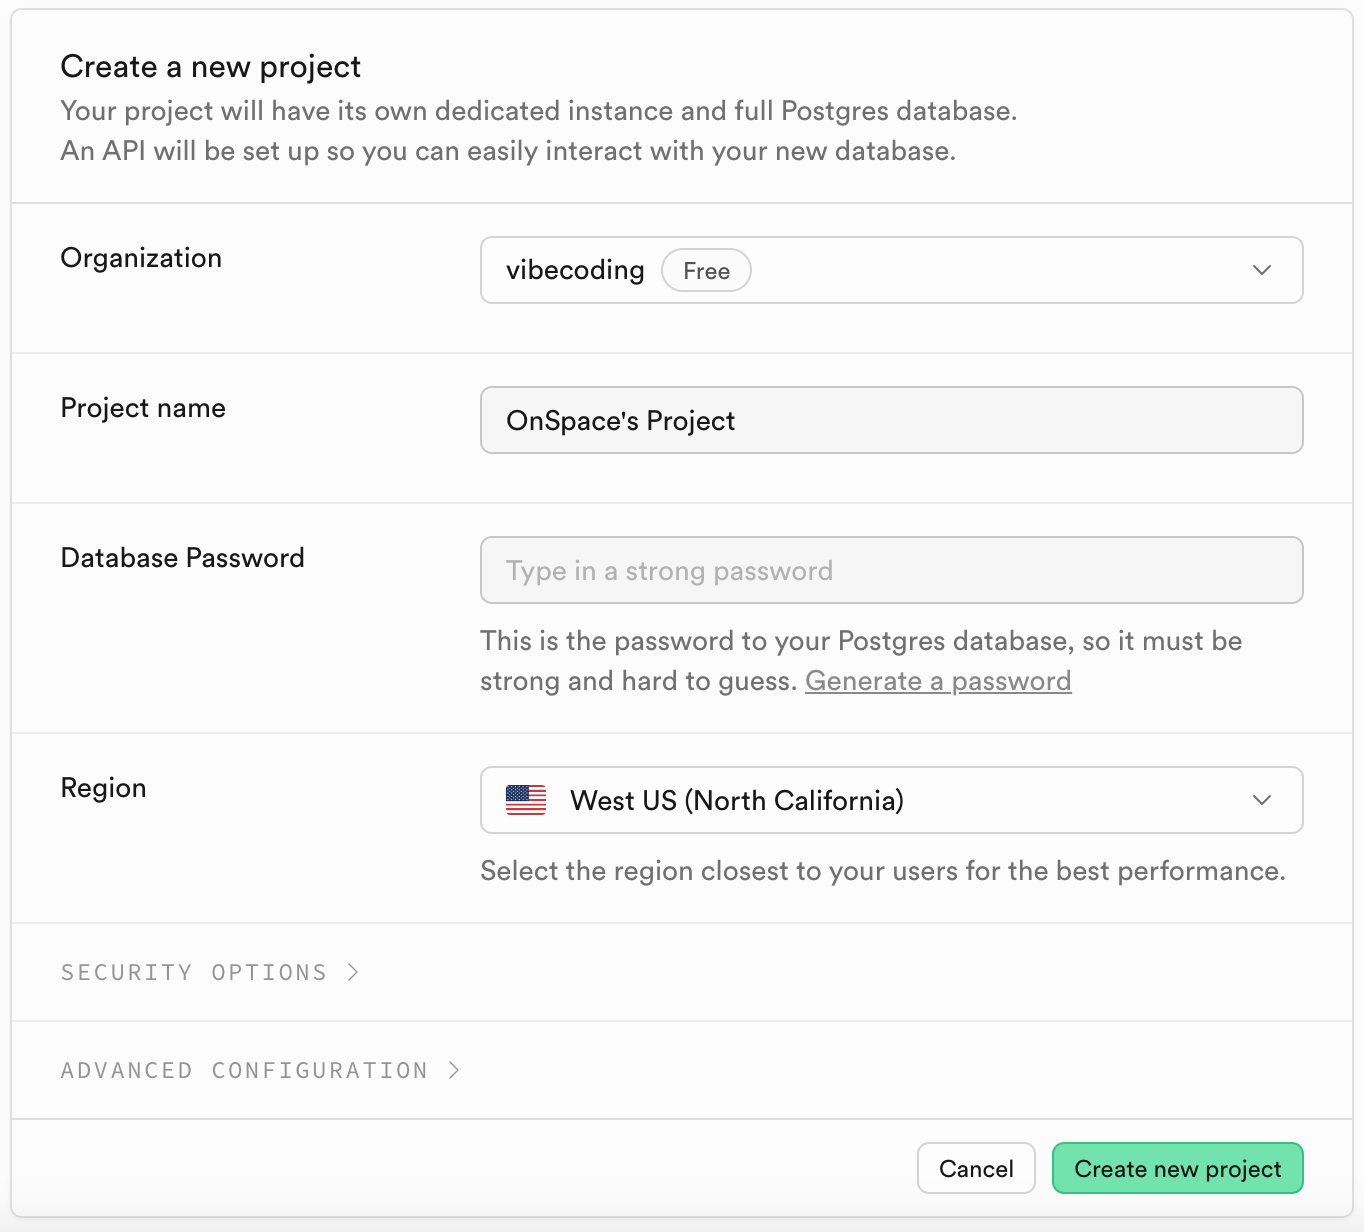 Create a new project
Your project will have its own dedicated instance and full Postgres database.
An API will be set up so you can easily interact with your new database.
Organization
vibecoding Free
Project name
OnSpace's Project
Database Password
Type in a strong password
This is the password to your Postgres database, so it must be
strong and hard to guess. Generate a password
Region
West US (North California)
Select the region closest to your users for the best performance.
SECURITY OPTIONS
ADVANCED CONFIGURATION
Cancel
Create new project